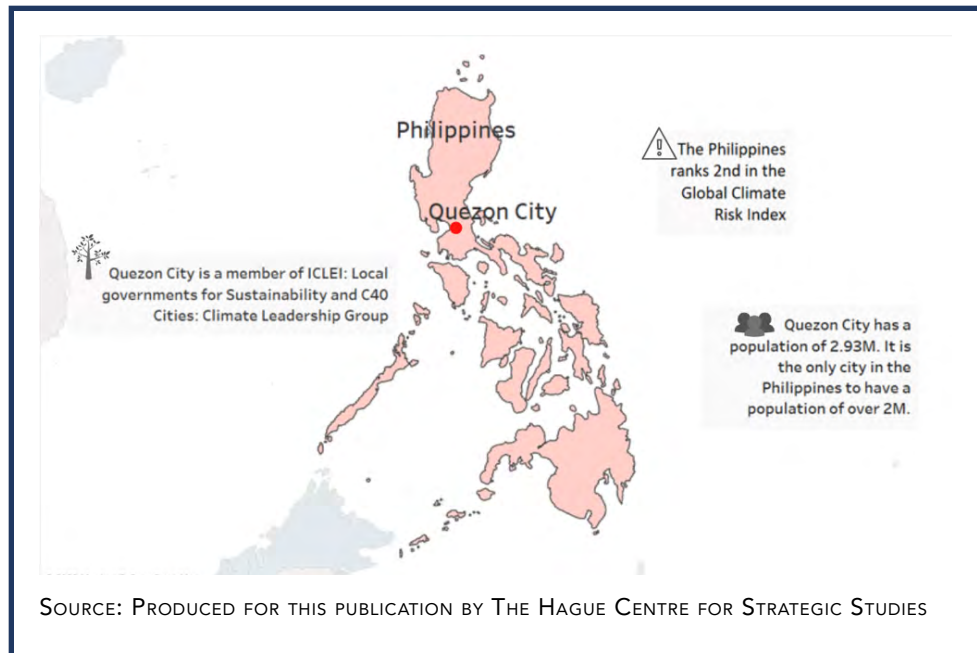 Philippines
The Philippines
ranks 2nd in the
Global Climate
Risk Index
Quezon City
Quezon City is a member of ICLEI: Local
governments for Sustainability and C40
Cities: Climate Leadership Group
Quezon City has a
population of 2.93M. It is
the only city in the
Philippines to have a
population of over 2M.
SOURCE: PRODUCED FOR THIS PUBLICATION BY THE HAGUE CENTRE FOR STRATEGIC STUDIES